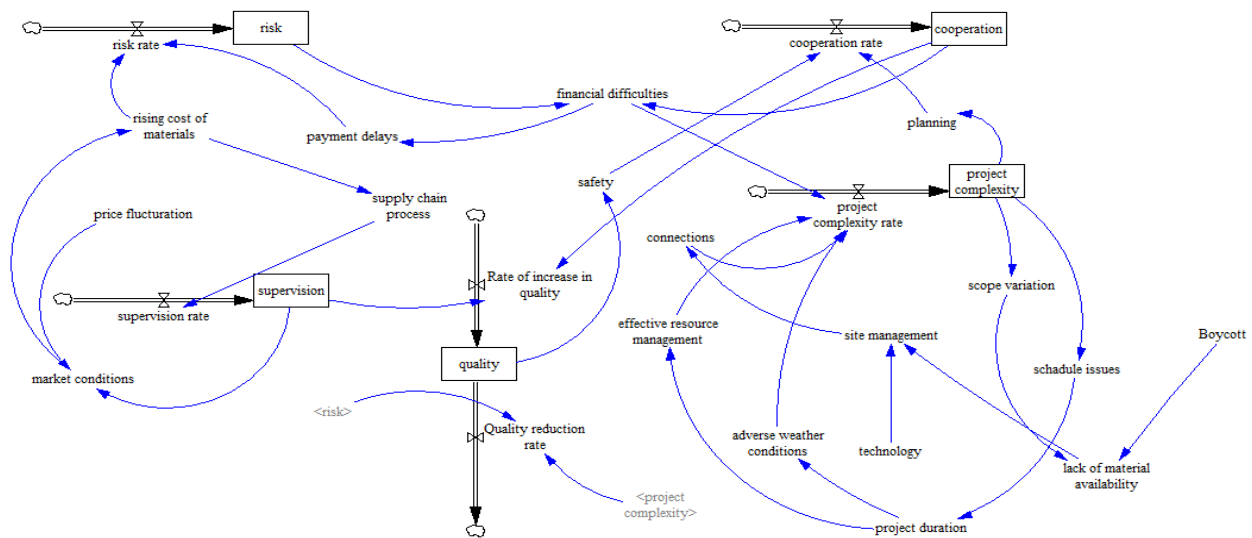 risk
risk rate
cooperation
cooperation rate
financial difficulties
rising cost of
materials
payment delays
planning
safety
project
complexity
supply chain
process
price flucturation
project
complexity rate
connections
Rate of increase in
quality
supervision
supervision rate
scope variation
effective resource
management
site management
Boycott
market conditions
quality
schadule issues
<risk>
Quality reduction
rate
adverse weather
conditions
technology
lack of material
availability
<project
complexity>
project duration